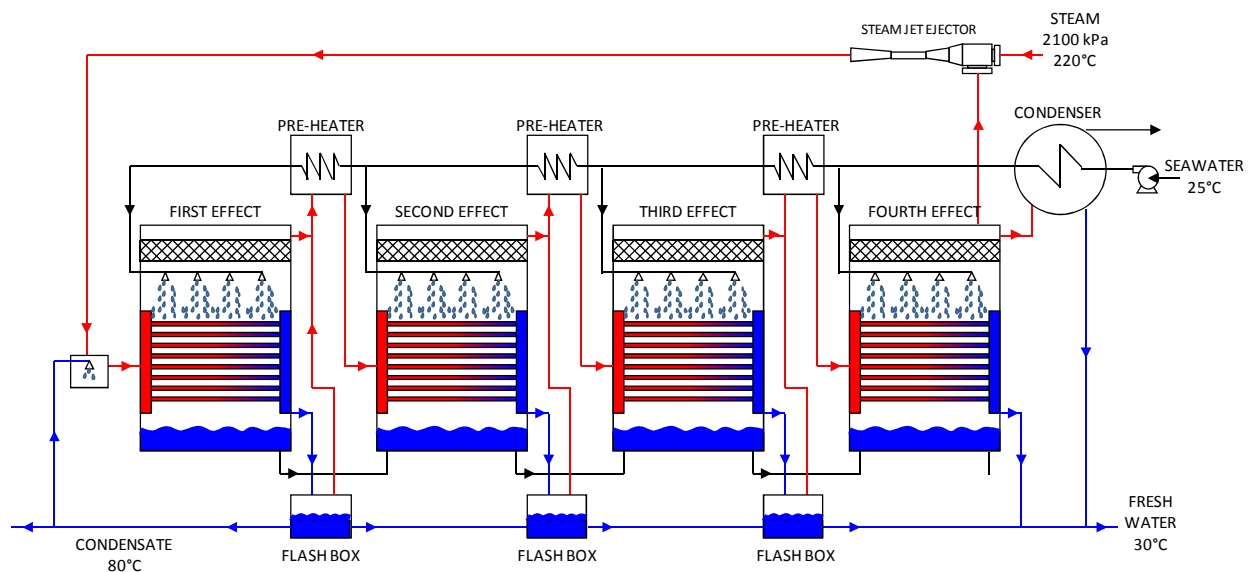 STEAM JET EJECTOR
STEAM
2100 kPa
220°C
PRE-HEATER
PRE-HEATER
PRE-HEATER
CONDENSER
SEAWATER
25°C
FIRST EFFECT
SECOND EFFECT
THIRD EFFECT
FOURTH EFFECT
CONDENSATE
80°C
FLASH BOX
FLASH BOX
FLASH BOX
FRESH
WATER
30°C